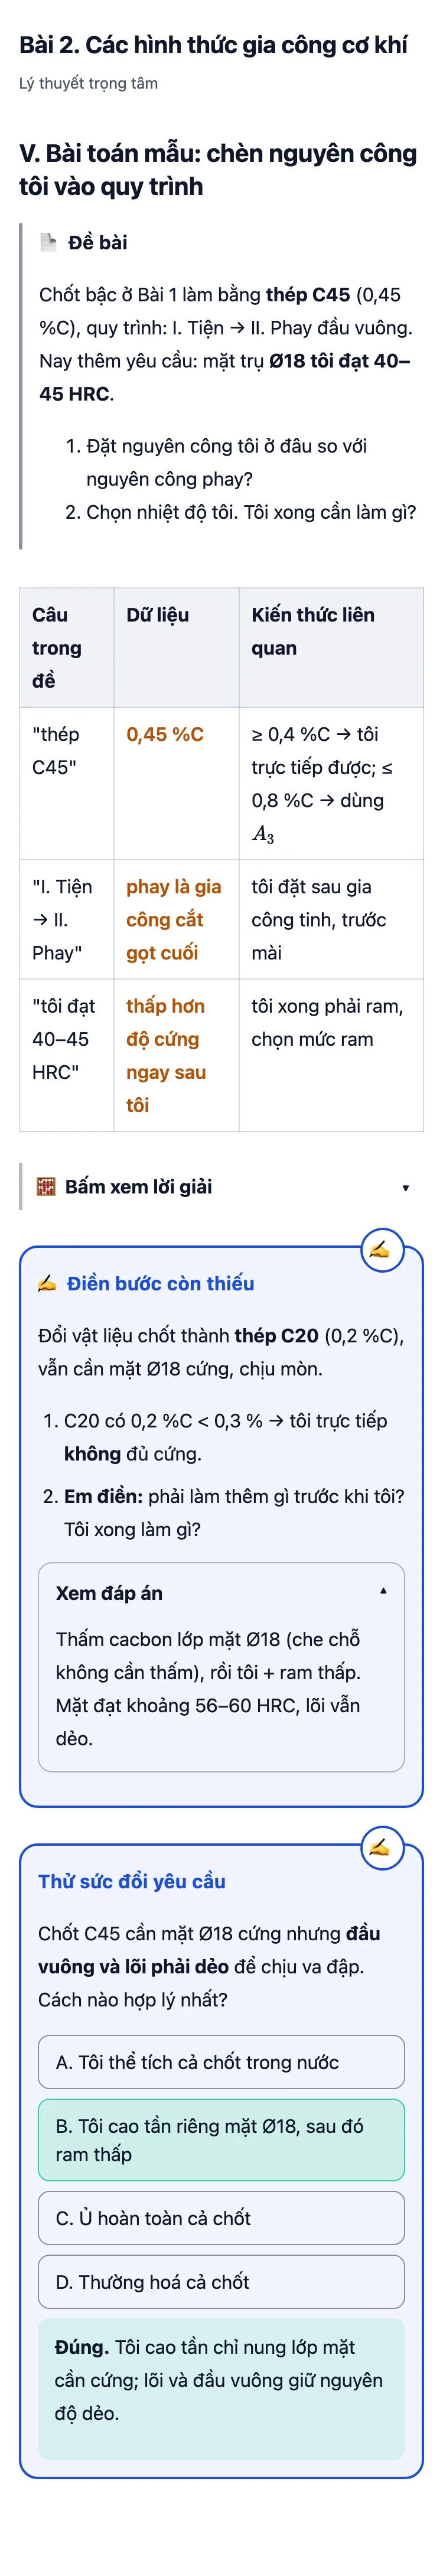 Bài 2. Các hình thức gia công cơ khí
Lý thuyết trọng tâm
V. Bài toán mẫu: chèn nguyên công
tôi vào quy trình
Đề bài
Chốt bậc ở Bài 1 làm bằng thép C45 (0,45
%C), quy trình: I. Tiện → II. Phay đầu vuông.
Nay thêm yêu cầu: mặt trụ Ø18 tôi đạt 40–
45 HRC.
1. Đặt nguyên công tôi ở đâu so với
nguyên công phay?
2. Chọn nhiệt độ tôi. Tôi xong cần làm gì?
Câu
trong
đề
Dữ liệu
Kiến thức liên
quan
"thép
C45"
0,45 %C
≥ 0,4 %C → tôi
trực tiếp được; ≤
0,8 %C → dùng
A₃
"I. Tiện
→ II.
Phay"
phay là gia
công cắt
gọt cuối
tôi đặt sau gia
công tinh, trước
mài
"tôi đạt
40–45
HRC"
thấp hơn
độ cứng
ngay sau
tôi
tôi xong phải ram,
chọn mức ram
🧮 Bấm xem lời giải ▼
✍️
✍️ Điền bước còn thiếu
Đổi vật liệu chốt thành thép C20 (0,2 %C),
vẫn cần mặt Ø18 cứng, chịu mòn.
1. C20 có 0,2 %C < 0,3 % → tôi trực tiếp
không đủ cứng.
2. Em điền: phải làm thêm gì trước khi tôi?
Tôi xong làm gì?
Xem đáp án ▲
Thấm cacbon lớp mặt Ø18 (che chỗ
không cần thấm), rồi tôi + ram thấp.
Mặt đạt khoảng 56–60 HRC, lõi vẫn
dẻo.
✍️
Thử sức đổi yêu cầu
Chốt C45 cần mặt Ø18 cứng nhưng đầu
vuông và lõi phải dẻo để chịu va đập.
Cách nào hợp lý nhất?
A. Tôi thể tích cả chốt trong nước
B. Tôi cao tần riêng mặt Ø18, sau đó
ram thấp
C. Ủ hoàn toàn cả chốt
D. Thường hoá cả chốt
Đúng. Tôi cao tần chỉ nung lớp mặt
cần cứng; lõi và đầu vuông giữ nguyên
độ dẻo.